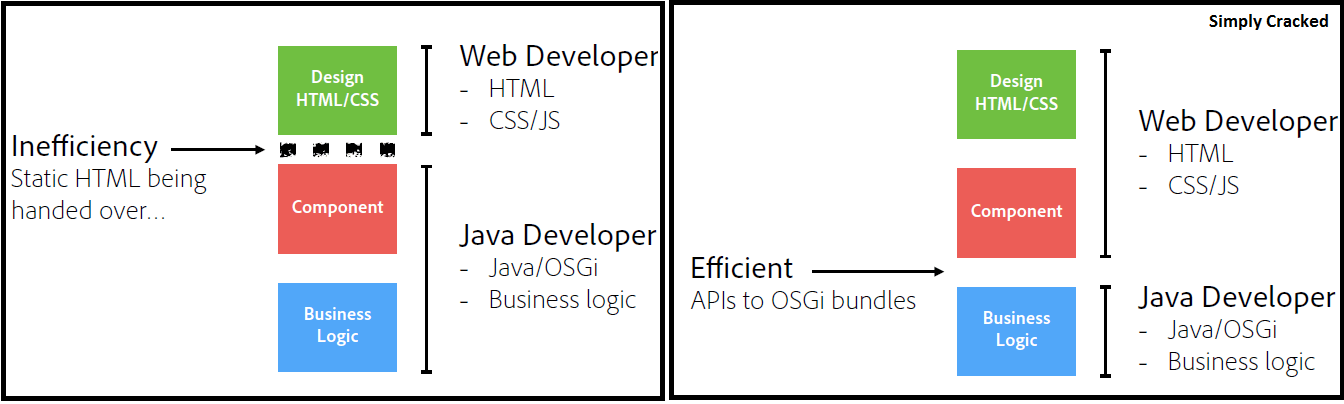 Design
HTML/CSS
Web Developer
- HTML
- CSS/JS
Inefficiency
Static HTML being
handed over…
Component
Java Developer
- Java/OSGi
- Business logic
Business
Logic
Simply Cracked
Design
HTML/CSS
Web Developer
- HTML
- CSS/JS
Component
Efficient
APIs to OSGi bundles
Java Developer
- Java/OSGi
- Business logic
Business
Logic